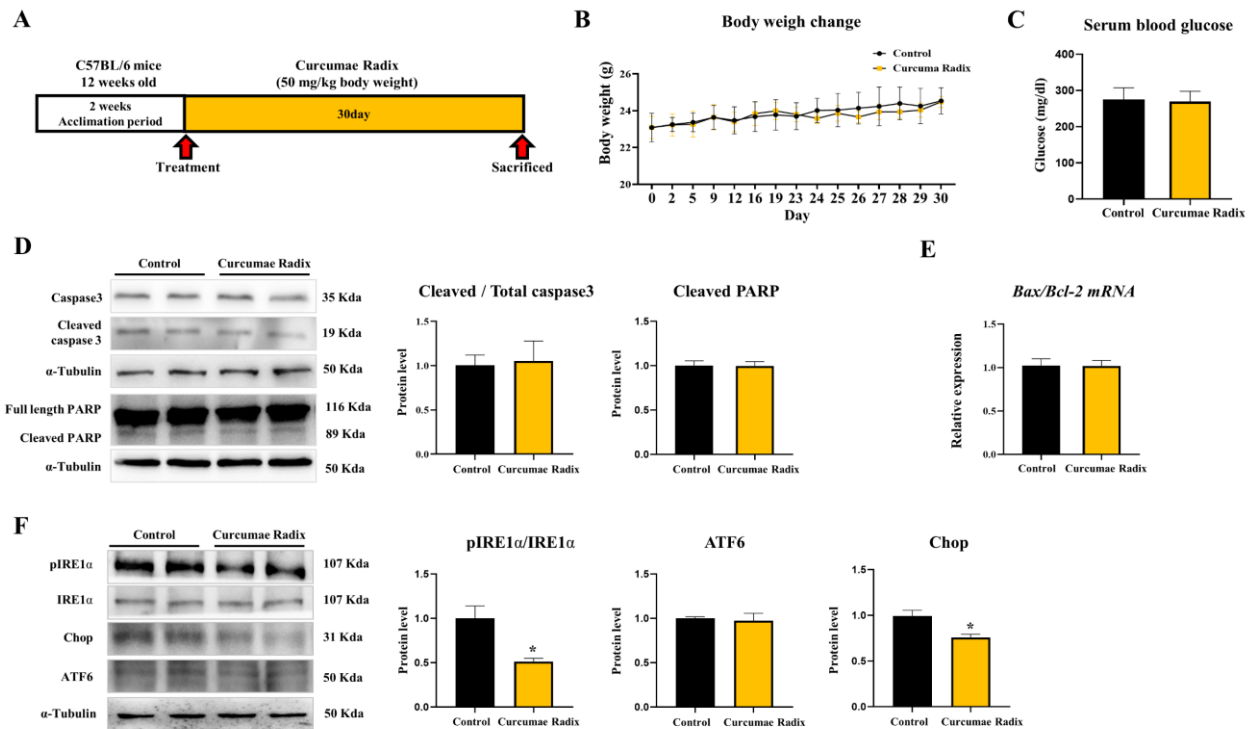 A
C57BL/6 mice
12 weeks old
Curcumae Radix
(50 mg/kg body weight)
2 weeks
Acclimation period
30day
Treatment
Sacrificed
B
Body weigh change
Control
Curcuma Radix
Body weight (g)
26
24
22
20
0 2 5 9 12 16 19 23 24 25 26 27 28 29 30
Day
C
Serum blood glucose
Glucose (mg/dl)
400
300
200
100
0
Control Curcumae Radix
D
Control Curcumae Radix
Caspase3 35 Kda
Cleaved
caspase 3
19 Kda
α-Tubulin 50 Kda
Full length PARP 116 Kda
Cleaved PARP 89 Kda
α-Tubulin 50 Kda
Cleaved / Total caspase3
Protein level
1.5
1.0
0.5
0.0
Control Curcumae Radix
Cleaved PARP
Protein level
1.5
1.0
0.5
0.0
Control Curcumae Radix
E
Bax/Bcl-2 mRNA
Relative expression
1.5
1.0
0.5
0.0
Control Curcumae Radix
F
Control Curcumae Radix
pIRE1α 107 Kda
IRE1α 107 Kda
Chop 31 Kda
ATF6 50 Kda
α-Tubulin 50 Kda
pIRE1α/IRE1α
Protein level
1.5
1.0
0.5
0.0
*
Control Curcumae Radix
ATF6
Protein level
1.5
1.0
0.5
0.0
Control Curcumae Radix
Chop
Protein level
1.5
1.0
0.5
0.0
*
Control Curcumae Radix